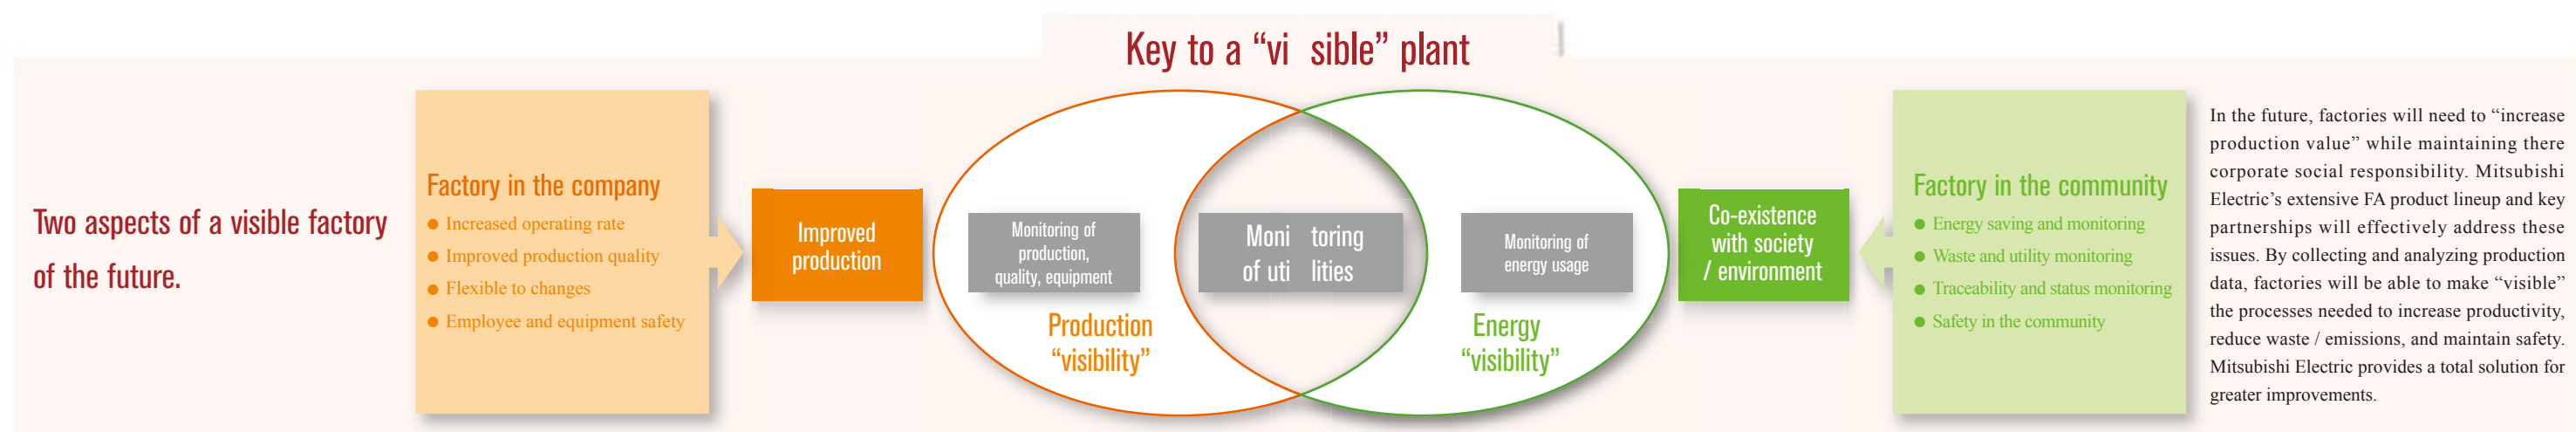 Key to a “vi sible” plant
Two aspects of a visible factory
of the future.
Factory in the company
● Increased operating rate
● Improved production quality
● Flexible to changes
● Employee and equipment safety
Improved
production
Monitoring of
production,
quality, equipment
Production
“visibility”
Moni toring
of uti lities
Monitoring of
energy usage
Energy
“visibility”
Co-existence
with society
/ environment
Factory in the community
● Energy saving and monitoring
● Waste and utility monitoring
● Traceability and status monitoring
● Safety in the community
In the future, factories will need to “increase
production value” while maintaining there
corporate social responsibility. Mitsubishi
Electric’s extensive FA product lineup and key
partnerships will effectively address these
issues. By collecting and analyzing production
data, factories will be able to make “visible”
the processes needed to increase productivity,
reduce waste / emissions, and maintain safety.
Mitsubishi Electric provides a total solution for
greater improvements.